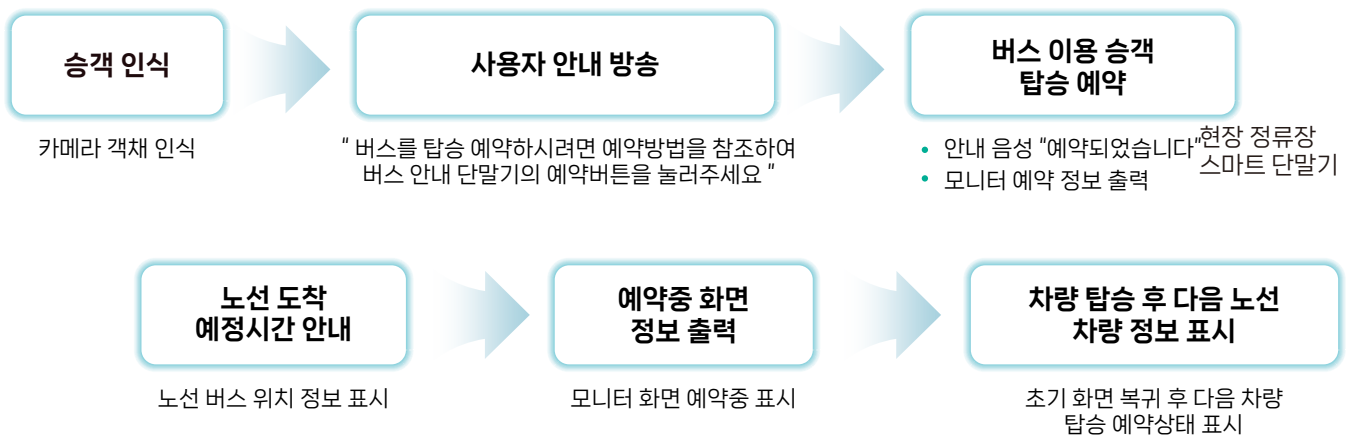 승객 인식
사용자 안내 방송
버스 이용 승객
탑승 예약
카메라 객채 인식
" 버스를 탑승 예약하시려면 예약방법을 참조하여
버스 안내 단말기의 예약버튼을 눌러주세요 "
• 안내 음성 "예약되었습니다"
• 모니터 예약 정보 출력
현장 정류장
스마트 단말기
노선 도착
예정시간 안내
예약중 화면
정보 출력
차량 탑승 후 다음 노선
차량 정보 표시
노선 버스 위치 정보 표시
모니터 화면 예약중 표시
초기 화면 복귀 후 다음 차량
탑승 예약상태 표시